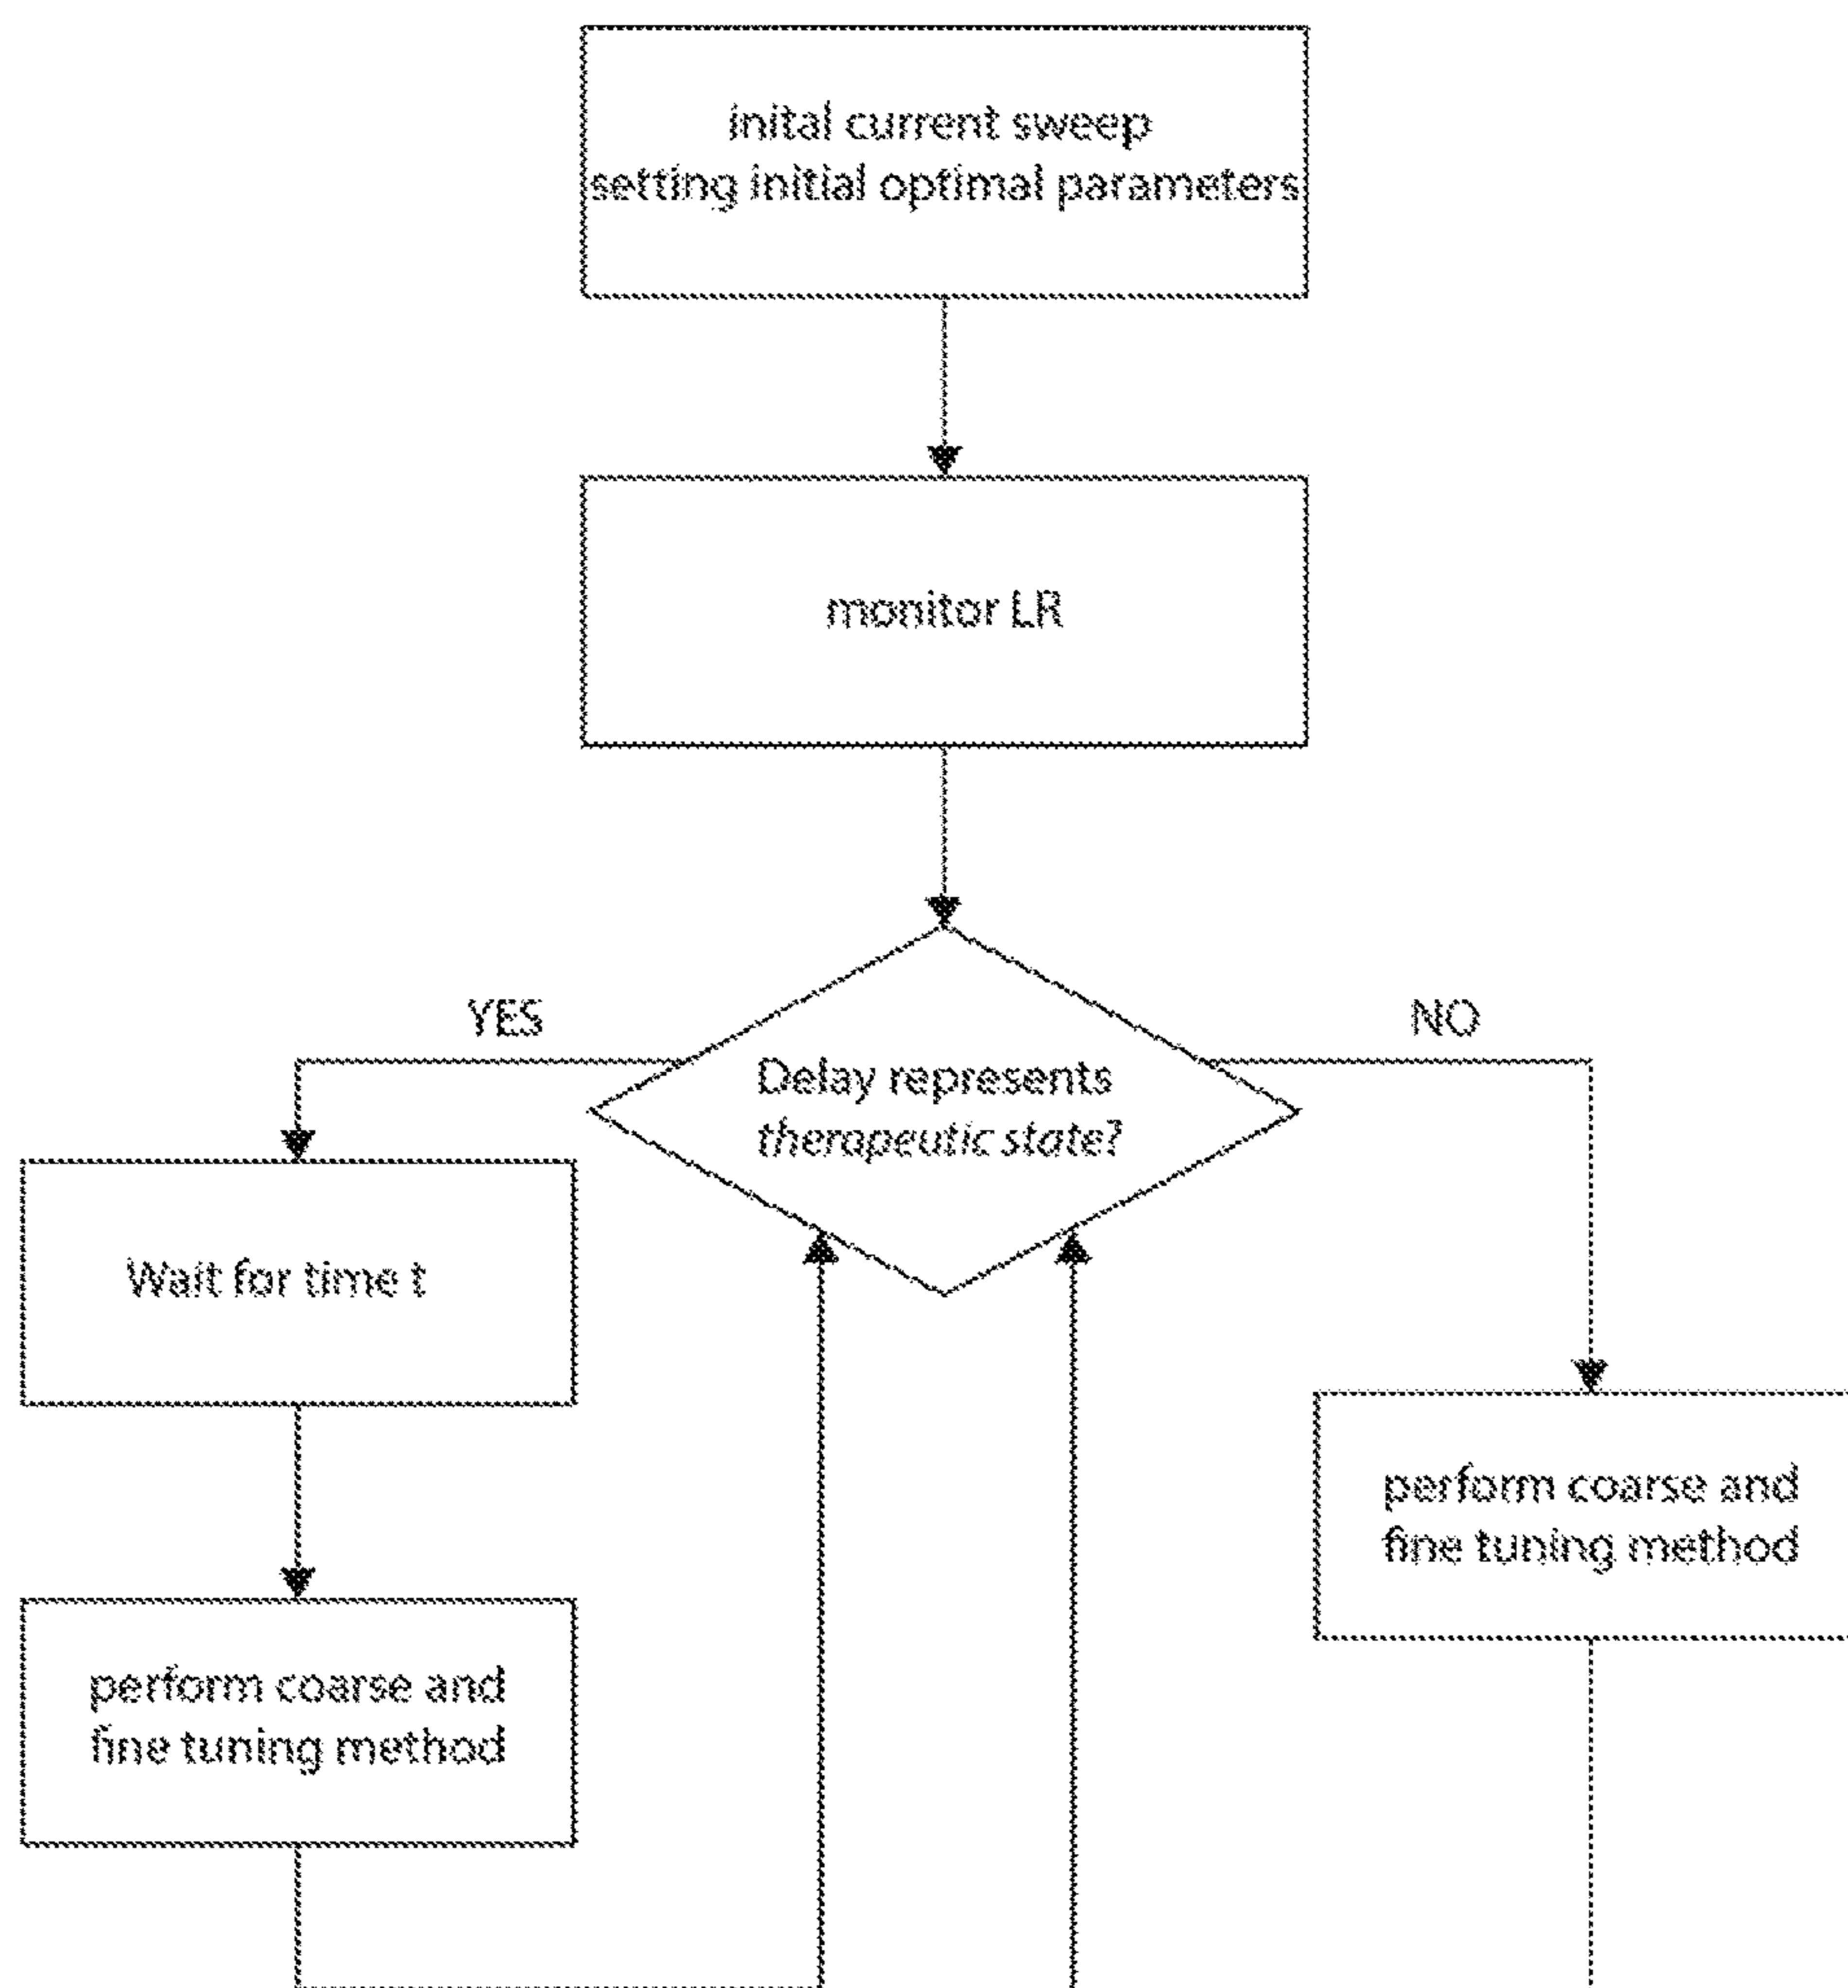 inital current sweep
setting initial optimal parameters
monitor LR
YES
NO
Delay represents
therapeutic state?
Wait for time t
perform coarse and
fine tuning method
perform coarse and
fine tuning method